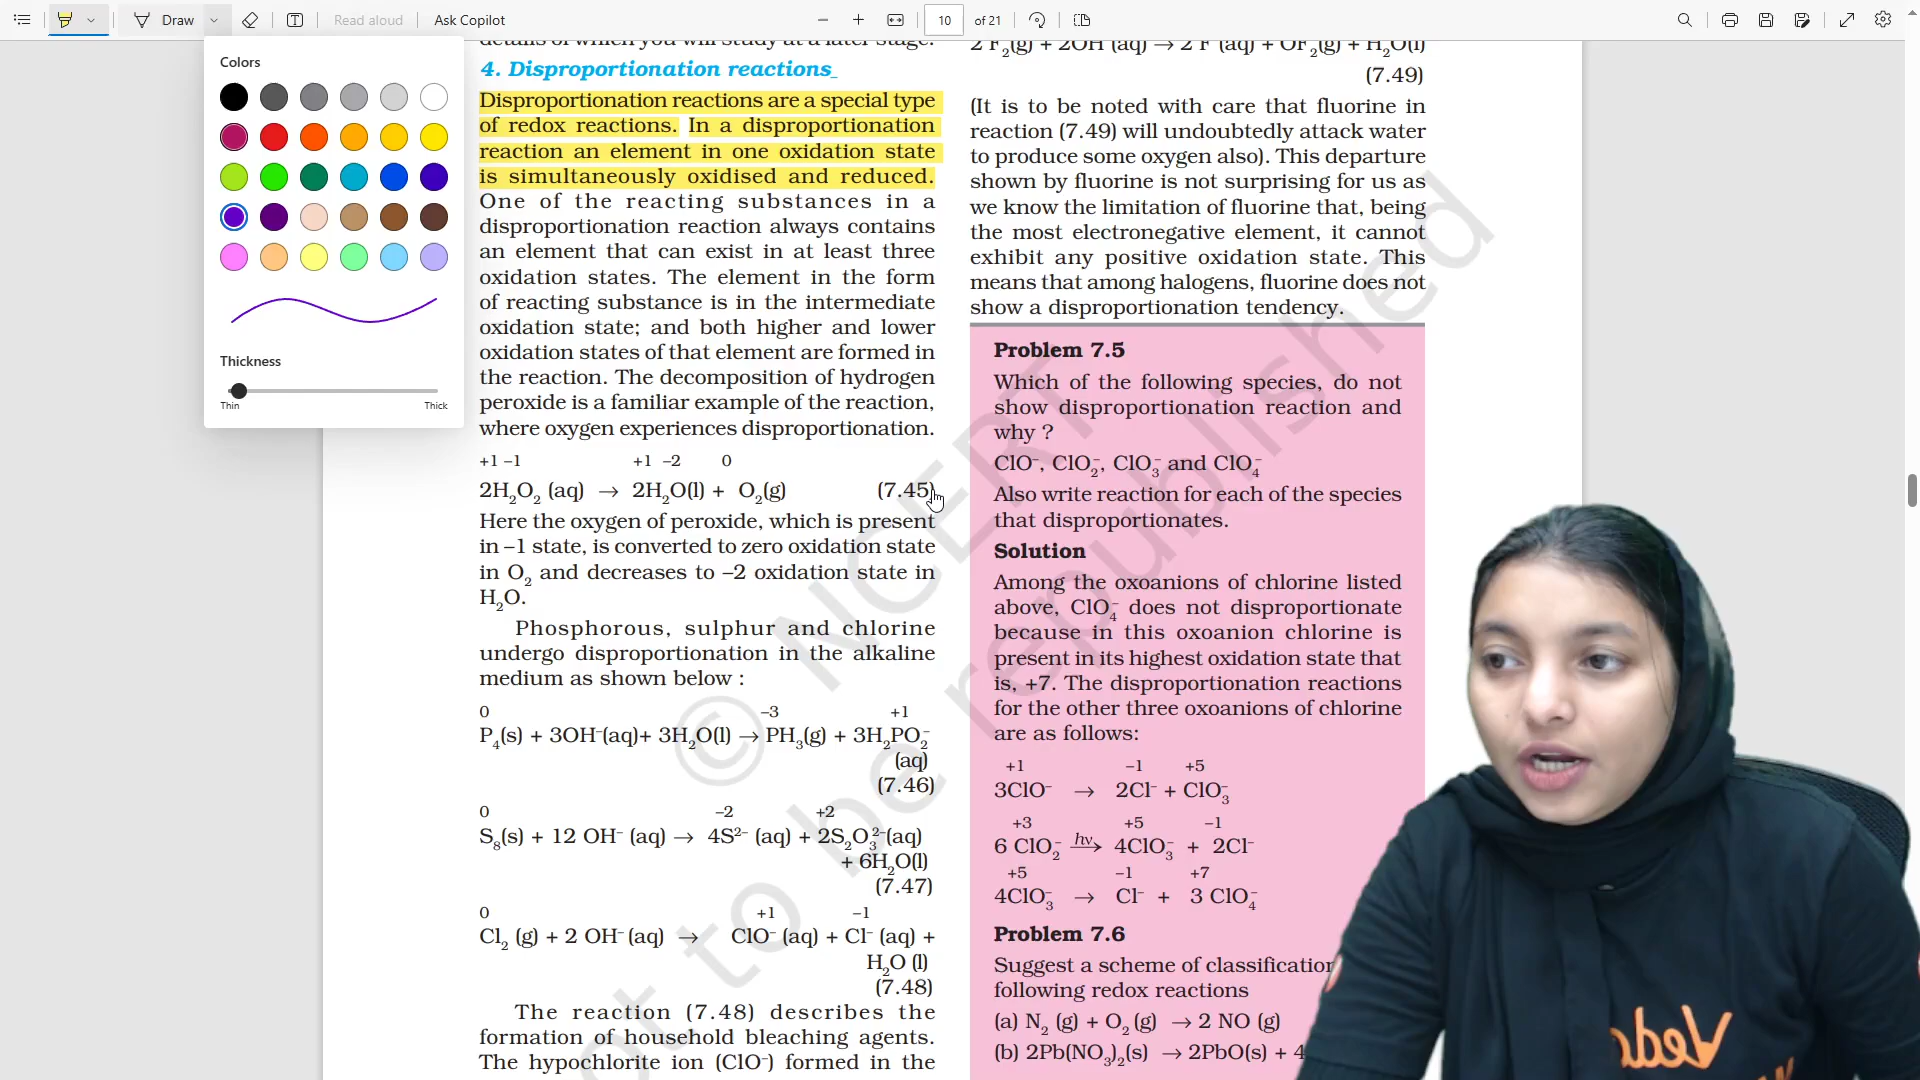 Draw
Read aloud
Ask Copilot
10
of 21
Colors
Thickness
Thin
Thick
4. Disproportionation reactions
Disproportionation reactions are a special type
of redox reactions. In a disproportionation
reaction an element in one oxidation state
is simultaneously oxidised and reduced.
One of the reacting substances in a
disproportionation reaction always contains
an element that can exist in at least three
oxidation states. The element in the form
of reacting substance is in the intermediate
oxidation state; and both higher and lower
oxidation states of that element are formed in
the reaction. The decomposition of hydrogen
peroxide is a familiar example of the reaction,
where oxygen experiences disproportionation.
+1 –1 +1 –2 0
2H₂O₂ (aq) → 2H₂O(l) + O₂(g) (7.45)
Here the oxygen of peroxide, which is present
in –1 state, is converted to zero oxidation state
in O₂ and decreases to –2 oxidation state in
H₂O.
Phosphorous, sulphur and chlorine
undergo disproportionation in the alkaline
medium as shown below :
0 –3 +1
P₄(s) + 3OH⁻(aq)+ 3H₂O(l) → PH₃(g) + 3H₂PO₂⁻
(aq)
(7.46)
0 –2 +2
S₈(s) + 12 OH⁻ (aq) → 4S²⁻ (aq) + 2S₂O₃²⁻(aq)
+ 6H₂O(l)
(7.47)
0 +1 –1
Cl₂ (g) + 2 OH⁻ (aq) → ClO⁻ (aq) + Cl⁻ (aq) +
H₂O (l)
(7.48)
The reaction (7.48) describes the
formation of household bleaching agents.
The hypochlorite ion (ClO⁻) formed in the
(7.49)
(It is to be noted with care that fluorine in
reaction (7.49) will undoubtedly attack water
to produce some oxygen also). This departure
shown by fluorine is not surprising for us as
we know the limitation of fluorine that, being
the most electronegative element, it cannot
exhibit any positive oxidation state. This
means that among halogens, fluorine does not
show a disproportionation tendency.
Problem 7.5
Which of the following species, do not
show disproportionation reaction and
why ?
ClO⁻, ClO₂⁻, ClO₃⁻ and ClO₄⁻
Also write reaction for each of the species
that disproportionates.
Solution
Among the oxoanions of chlorine listed
above, ClO₄⁻ does not disproportionate
because in this oxoanion chlorine is
present in its highest oxidation state that
is, +7. The disproportionation reactions
for the other three oxoanions of chlorine
are as follows:
+1 –1 +5
3ClO⁻ → 2Cl⁻ + ClO₃⁻
+3 +5 –1
6 ClO₂⁻ hν→ 4ClO₃⁻ + 2Cl⁻
+5 –1 +7
4ClO₃⁻ → Cl⁻ + 3 ClO₄⁻
Problem 7.6
Suggest a scheme of classification
following redox reactions
(a) N₂ (g) + O₂ (g) → 2 NO (g)
(b) 2Pb(NO₃)₂(s) → 2PbO(s) + 4
© NCERT
not to be republished